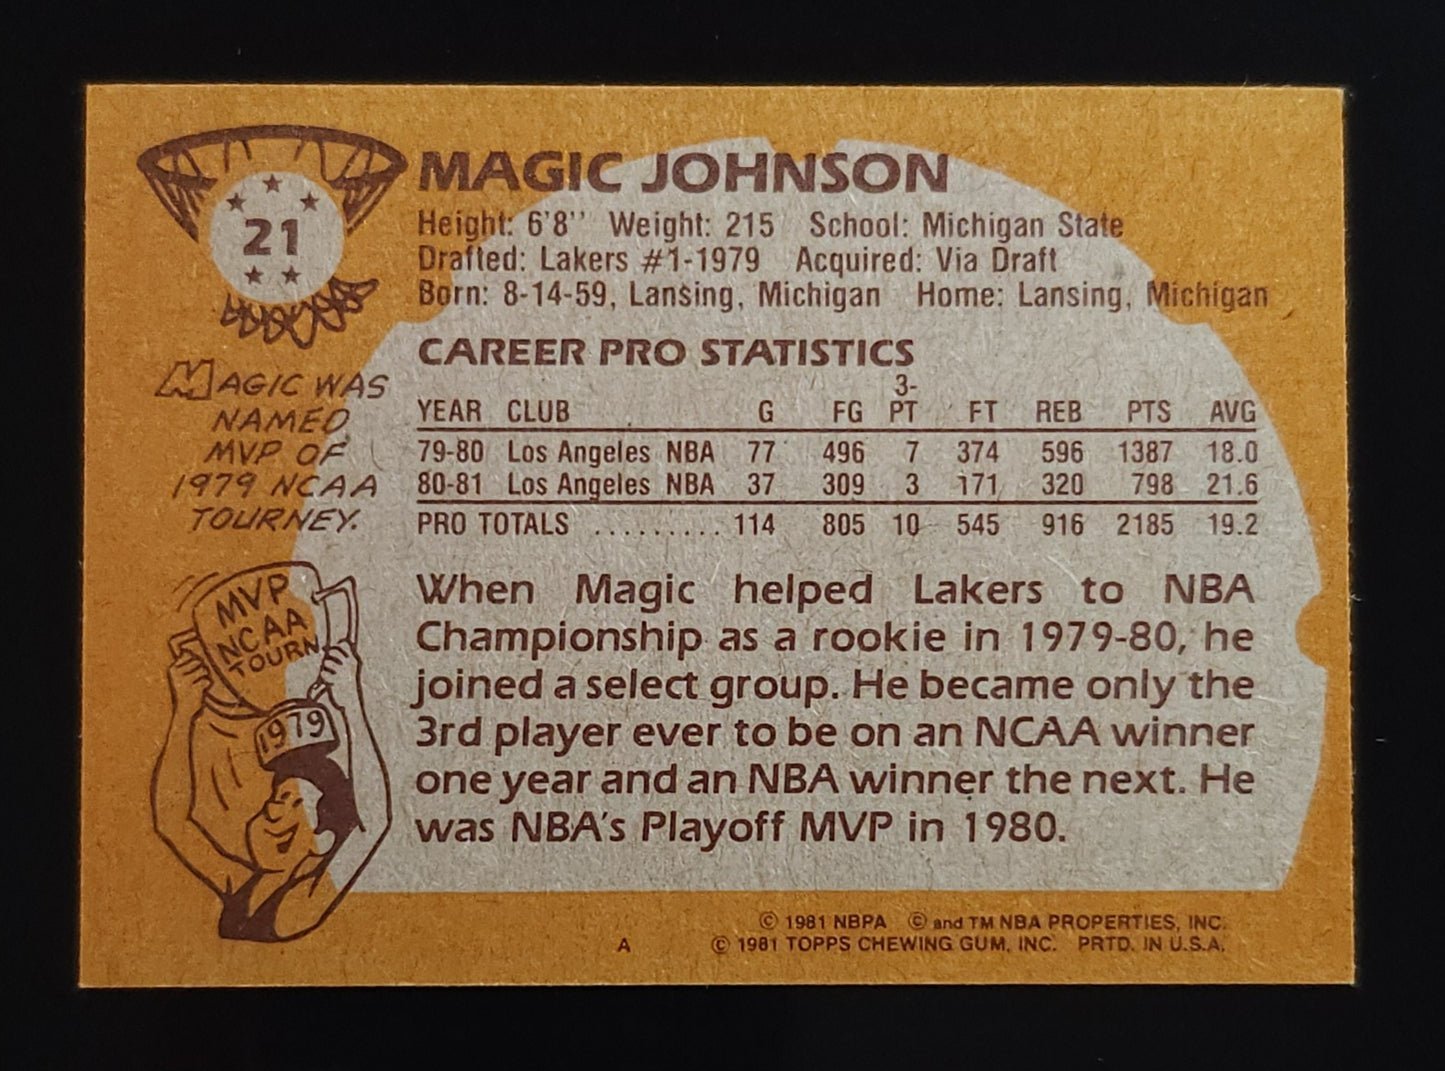 21
MAGIC JOHNSON
Height: 6'8'' Weight: 215 School: Michigan State
Drafted: Lakers #1-1979 Acquired: Via Draft
Born: 8-14-59, Lansing, Michigan Home: Lansing, Michigan
MAGIC WAS
NAMED
MVP OF
1979 NCAA
TOURNEY.
MVP
NCAA
TOURN
1979
CAREER PRO STATISTICS
YEAR CLUB G FG 3-PT FT REB PTS AVG
79-80 Los Angeles NBA 77 496 7 374 596 1387 18.0
80-81 Los Angeles NBA 37 309 3 171 320 798 21.6
PRO TOTALS ......... 114 805 10 545 916 2185 19.2
When Magic helped Lakers to NBA
Championship as a rookie in 1979-80, he
joined a select group. He became only the
3rd player ever to be on an NCAA winner
one year and an NBA winner the next. He
was NBA's Playoff MVP in 1980.
© 1981 NBPA © and TM NBA PROPERTIES, INC.
A © 1981 TOPPS CHEWING GUM, INC. PRTD. IN U.S.A.